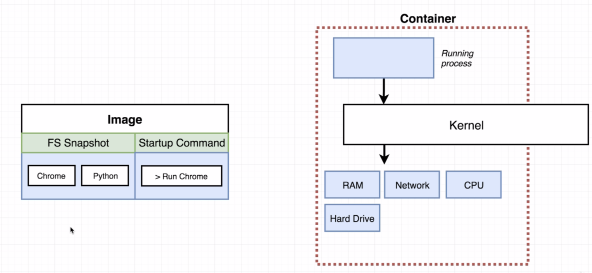 Container
Running
process
Image
Kernel
FS Snapshot
Startup Command
Chrome
Python
> Run Chrome
RAM
Network
CPU
Hard Drive